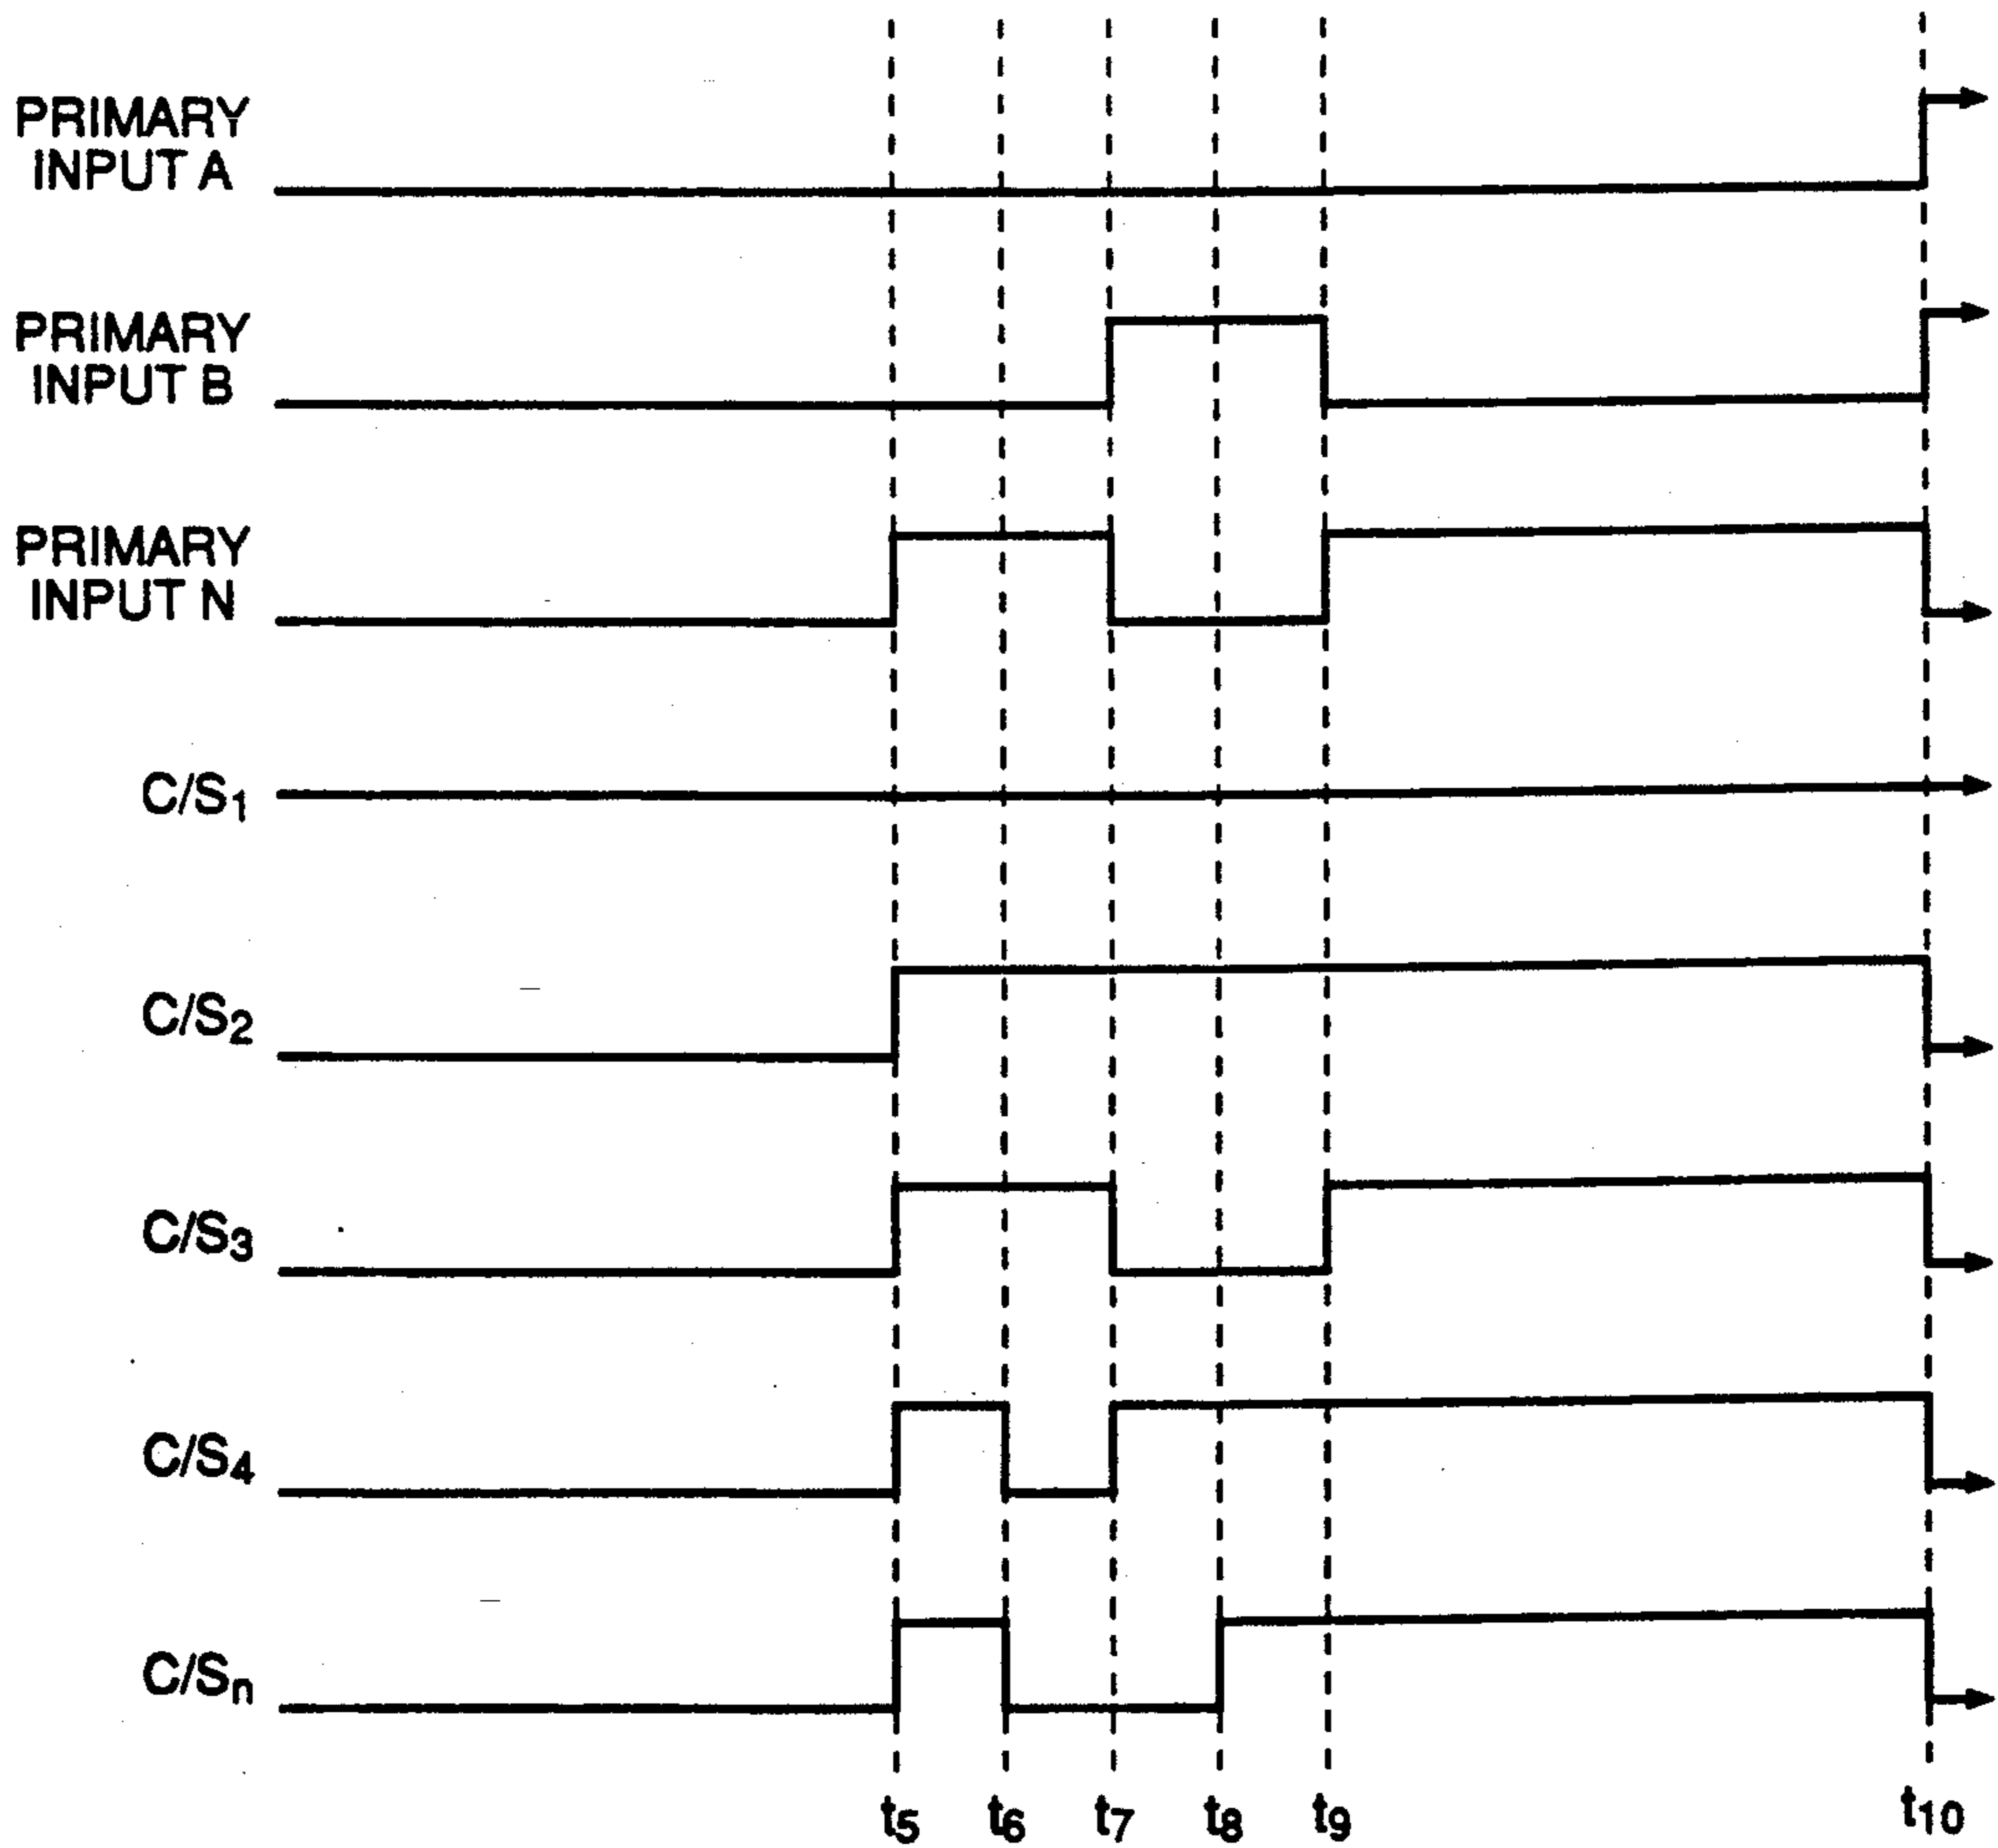 PRIMARY
INPUT A
PRIMARY
INPUT B
PRIMARY
INPUT N
C/S1
C/S2
C/S3
C/S4
C/Sn
t5 t6 t7 t8 t9 t10